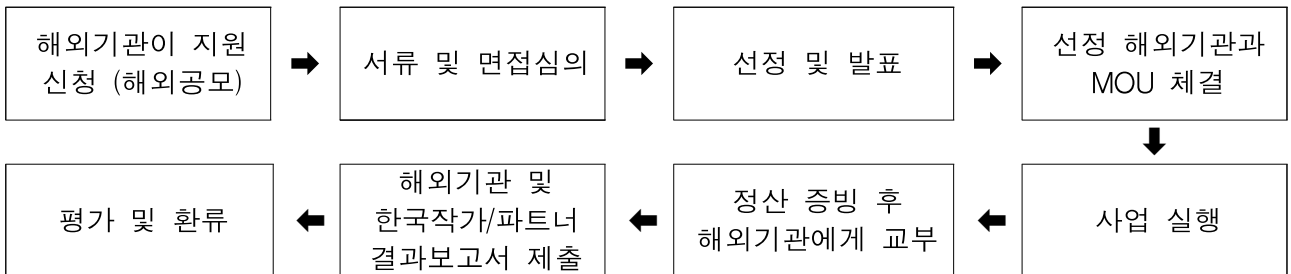 해외기관이 지원
신청 (해외공모)
서류 및 면접심의
선정 및 발표
선정 해외기관과
MOU 체결
사업 실행
정산 증빙 후
해외기관에게 교부
해외기관 및
한국작가/파트너
결과보고서 제출
평가 및 환류